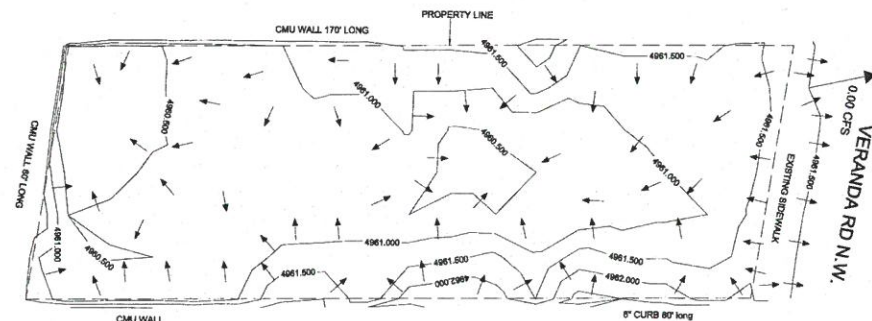 PROPERTY LINE
CMU WALL 170' LONG
4961.500
4961.500
4961.000
4960.500
4960.500
4961.000
4961.500
EXISTING SIDEWALK
4961.500
0.00 CFS
VERANDA RD N.W.
CMU WALL 60' LONG
4961.000
4960.500
4961.000
4961.500
4961.500
4961.500
4962.000
4962.000
CMU WALL
6" CURB 80' long